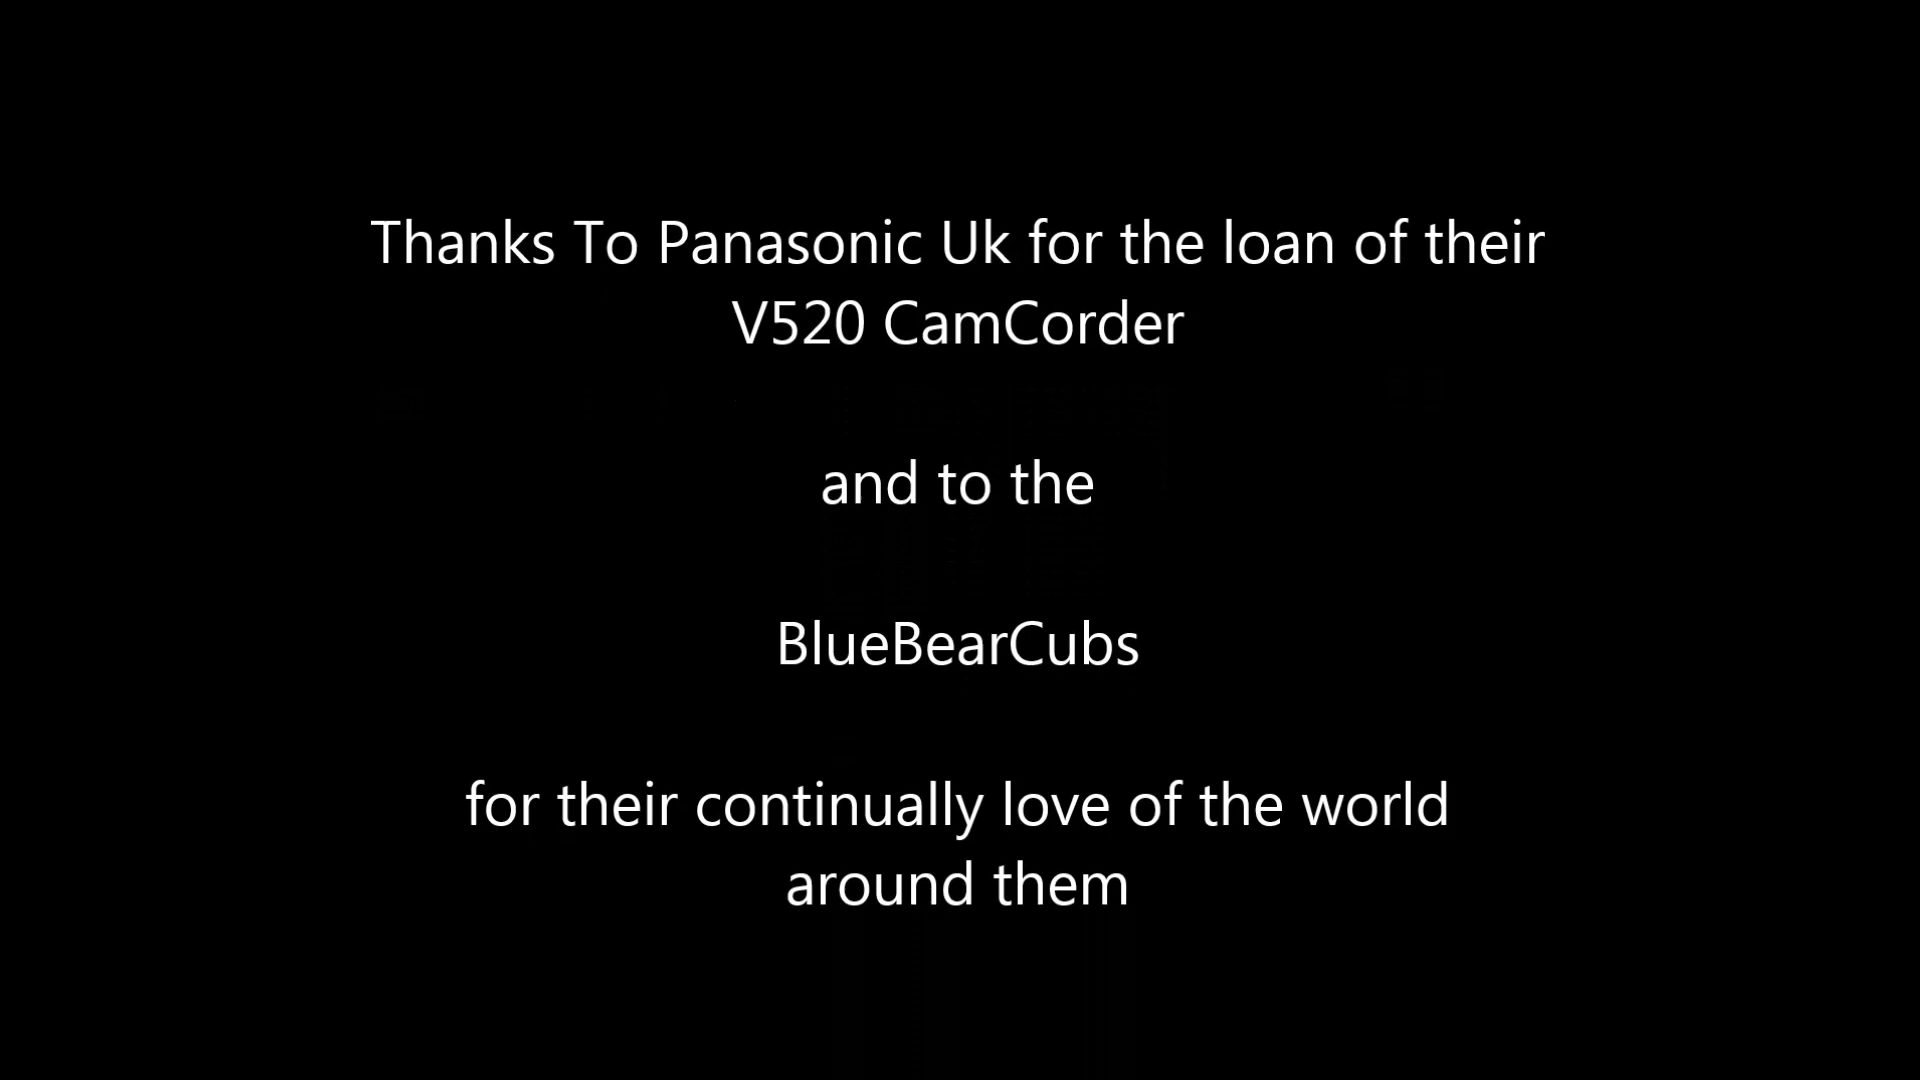 Thanks To Panasonic Uk for the loan of their
V520 CamCorder
and to the
BlueBearCubs
for their continually love of the world
around them